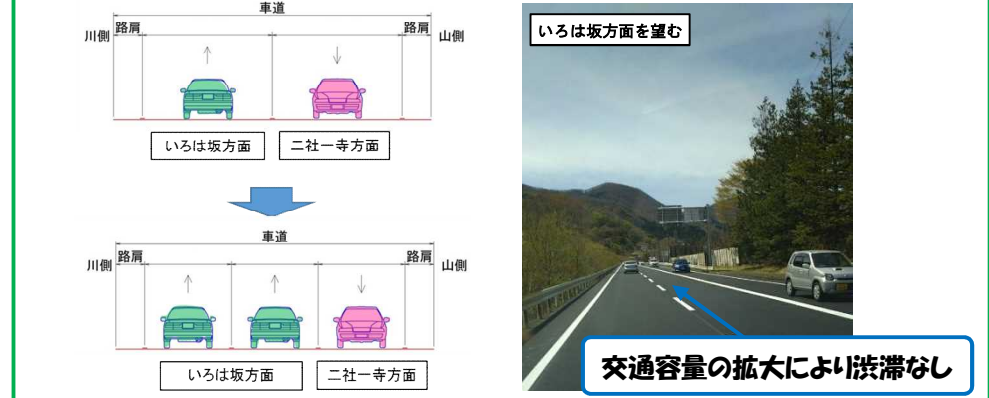 車道
川側
路肩
路肩
山側
いろは坂方面
二社一寺方面
車道
川側
路肩
路肩
山側
いろは坂方面
二社一寺方面
いろは坂方面を望む
交通容量の拡大により渋滞なし